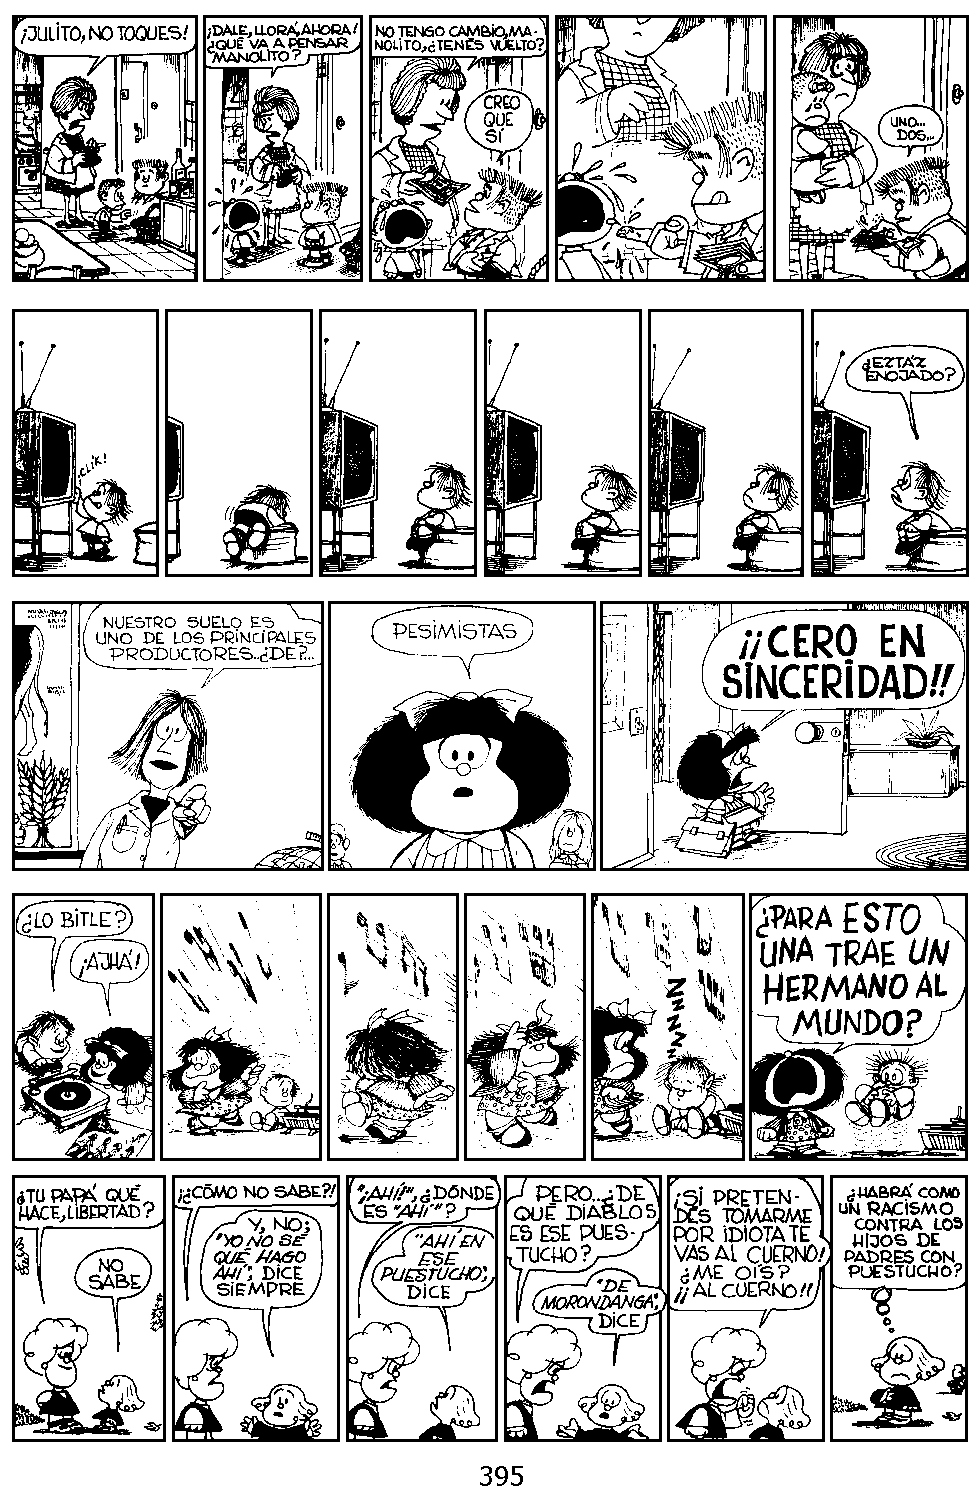 ¡JULITO, NO TOQUES!
¡DALE, LLORÁ, AHORA!
¿QUÉ VA A PENSAR
MANOLITO?
NO TENGO CAMBIO, MA-
NOLITO, ¿TENÉS VUELTO?
CREO
QUE
SÍ
UNO...
DOS...
¡CLIK!
¿EZTÁZ
ENOJADO?
NUESTRO SUELO ES
UNO DE LOS PRINCIPALES
PRODUCTORES..¿DE?...
PESIMISTAS
¡¡CERO EN
SINCERIDAD!!
¿LO BITLE?
¡AJHÁ!
NNNNNN
¿PARA ESTO
UNA TRAE UN
HERMANO AL
MUNDO?
¿TU PAPÁ QUÉ
HACE, LIBERTAD?
NO
SABE
¡¿CÓMO NO SABE?!
Y, NO;
"YO NO SÉ
QUÉ HAGO
AHÍ", DICE
SIEMPRE
"¡AHÍ!", ¿DÓNDE
ES "AHÍ"?
"AHÍ EN
ESE
PUESTUCHO",
DICE
PERO...¿DE
QUÉ DIABLOS
ES ESE PUES-
TUCHO?
"DE
MORONDANGA",
DICE
¡SI PRETEN-
DÉS TOMARME
POR IDIOTA TE
VAS AL CUERNO!
¿ME OÍS?
¡¡AL CUERNO!!
¿HABRÁ COMO
UN RACISMO
CONTRA LOS
HIJOS DE
PADRES CON
PUESTUCHO?
395